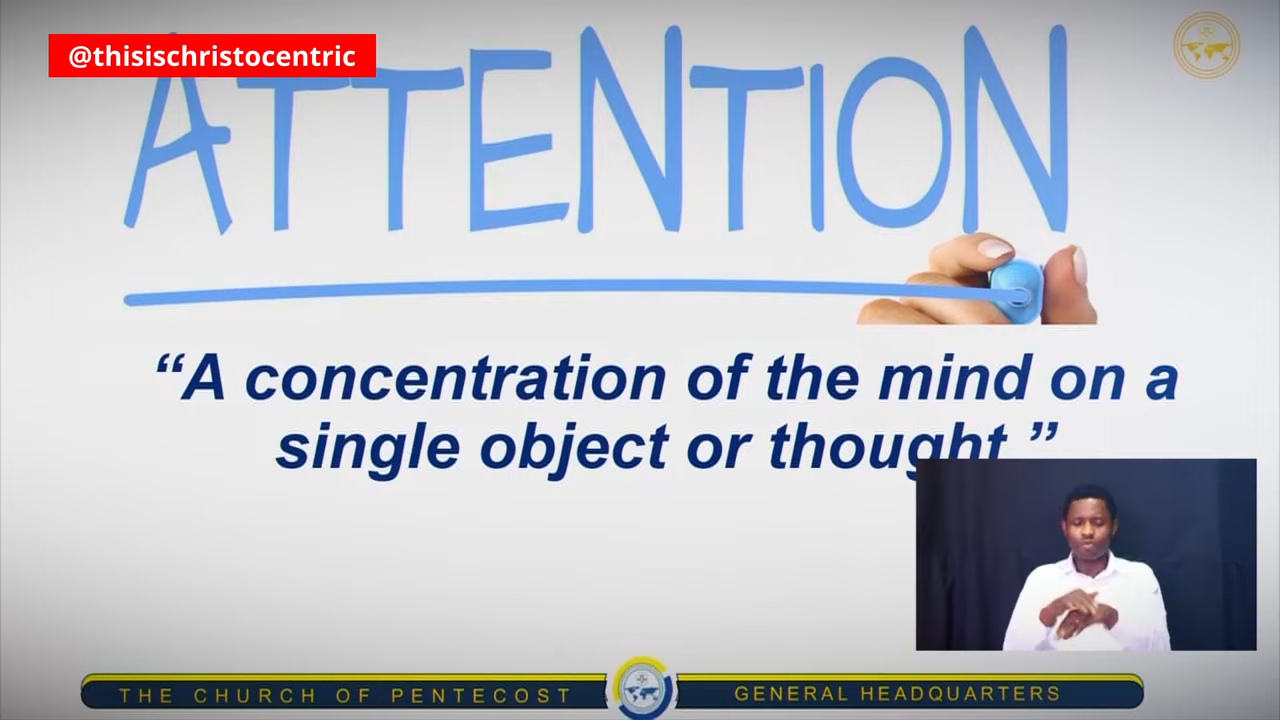 @thisischristocentric
ATTENTION
“A concentration of the mind on a
single object or thought ”
THE CHURCH OF PENTECOST
GENERAL HEADQUARTERS